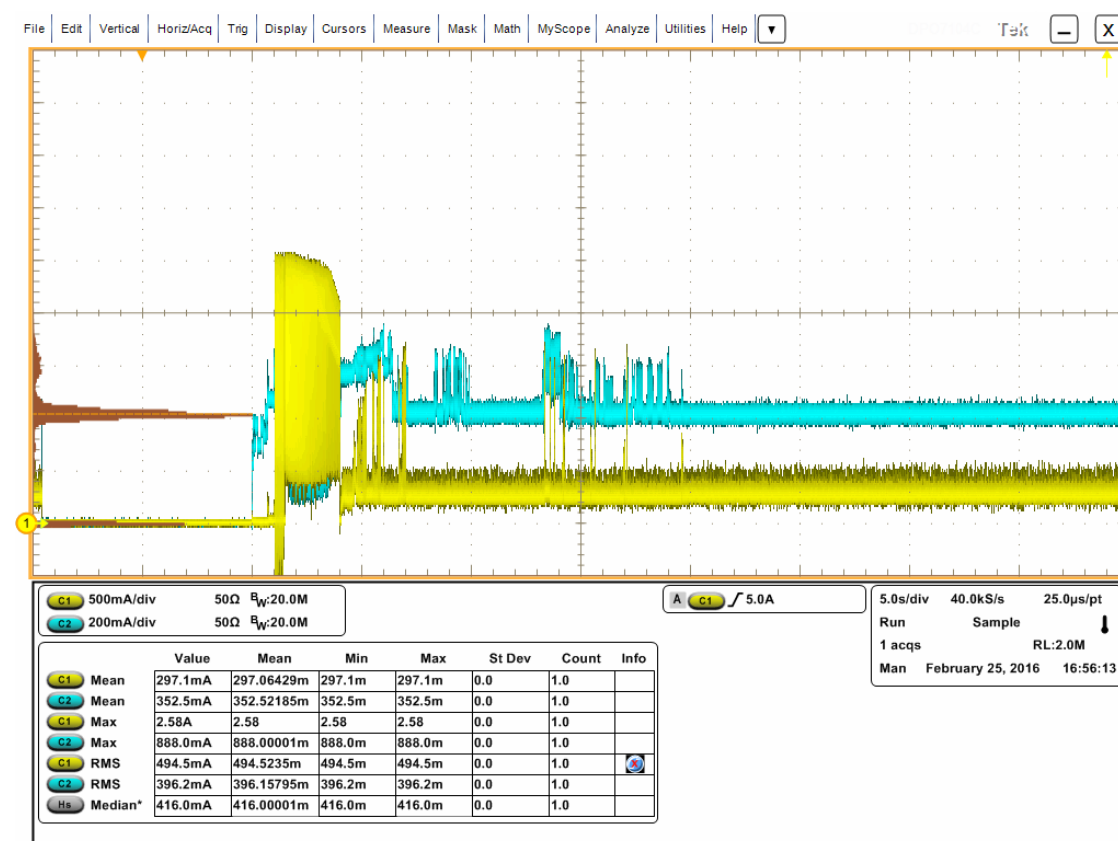 File Edit Vertical Horiz/Acq Trig Display Cursors Measure Mask Math MyScope Analyze Utilities Help Tek X
1
C1 500mA/div 50Ω BW:20.0M
C2 200mA/div 50Ω BW:20.0M
A C1 5.0A
5.0s/div 40.0kS/s 25.0µs/pt
Run Sample
1 acqs RL:2.0M
Man February 25, 2016 16:56:13
Value Mean Min Max St Dev Count Info
C1 Mean 297.1mA 297.06429m 297.1m 297.1m 0.0 1.0
C2 Mean 352.5mA 352.52185m 352.5m 352.5m 0.0 1.0
C1 Max 2.58A 2.58 2.58 2.58 0.0 1.0
C2 Max 888.0mA 888.00001m 888.0m 888.0m 0.0 1.0
C1 RMS 494.5mA 494.5235m 494.5m 494.5m 0.0 1.0
C2 RMS 396.2mA 396.15795m 396.2m 396.2m 0.0 1.0
Hs Median* 416.0mA 416.00001m 416.0m 416.0m 0.0 1.0